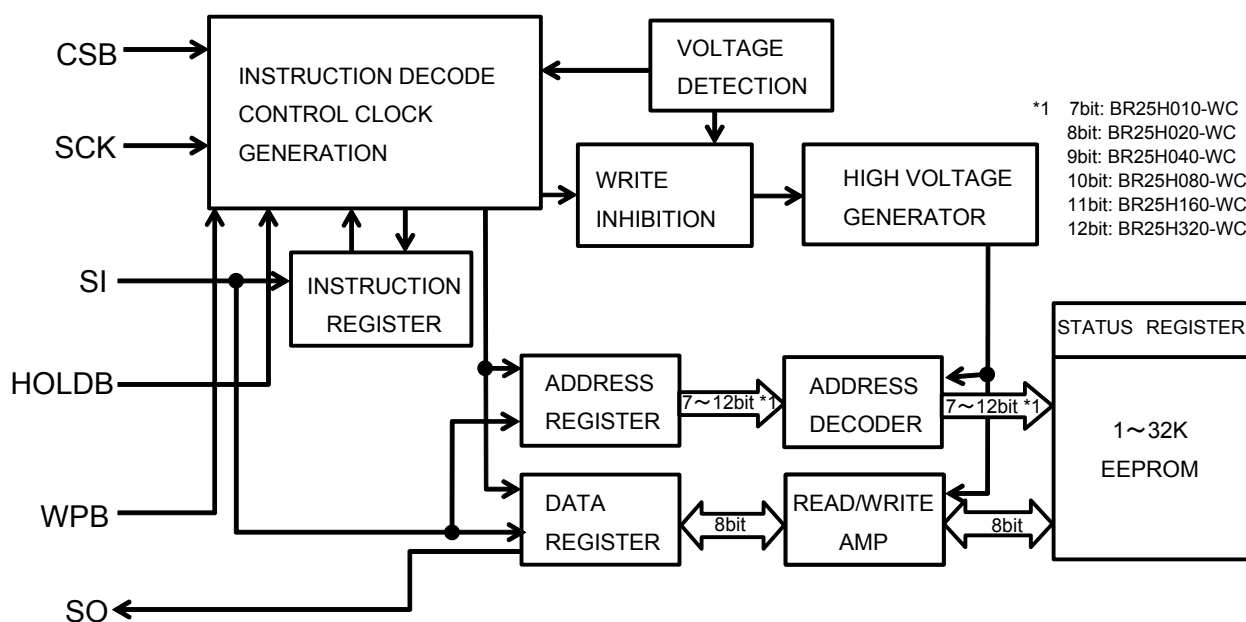 CSB
SCK
SI
HOLDB
WPB
SO
INSTRUCTION DECODE
CONTROL CLOCK
GENERATION
VOLTAGE
DETECTION
WRITE
INHIBITION
HIGH VOLTAGE
GENERATOR
*1 7bit: BR25H010-WC
8bit: BR25H020-WC
9bit: BR25H040-WC
10bit: BR25H080-WC
11bit: BR25H160-WC
12bit: BR25H320-WC
INSTRUCTION
REGISTER
STATUS REGISTER
ADDRESS
REGISTER
7～12bit *1
ADDRESS
DECODER
7～12bit *1
1～32K
EEPROM
DATA
REGISTER
8bit
READ/WRITE
AMP
8bit